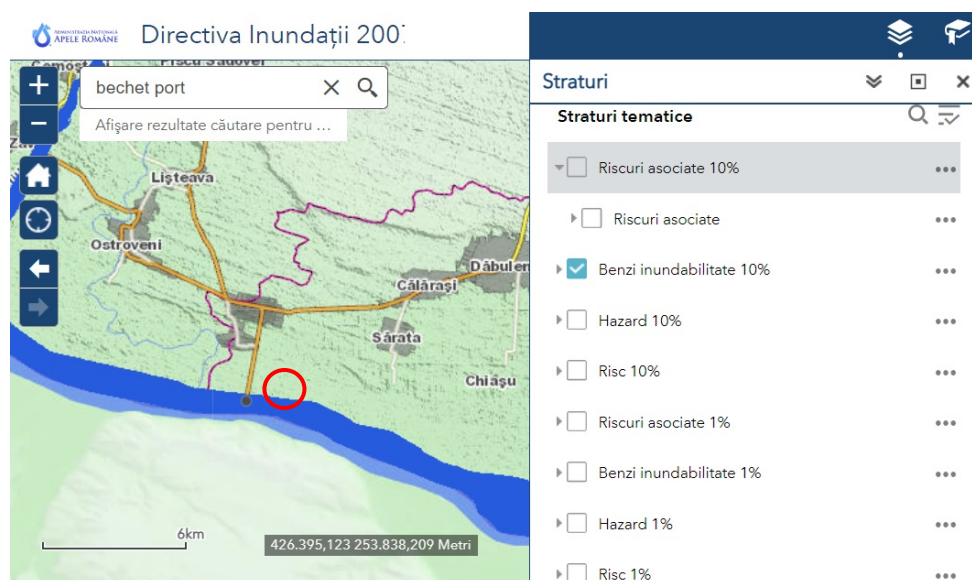 ADMINISTRAȚIA NAȚIONALĂ
APELE ROMÂNE
Directiva Inundații 200
Piscu Sadovei
bechet port
Afișare rezultate căutare pentru ...
Lișteava
Ostroveni
Dăbulen
Călărași
Sărata
Chiașu
6km
426.395,123 253.838,209 Metri
Straturi
Straturi tematice
Riscuri asociate 10%
Riscuri asociate
Benzi inundabilitate 10%
Hazard 10%
Risc 10%
Riscuri asociate 1%
Benzi inundabilitate 1%
Hazard 1%
Risc 1%